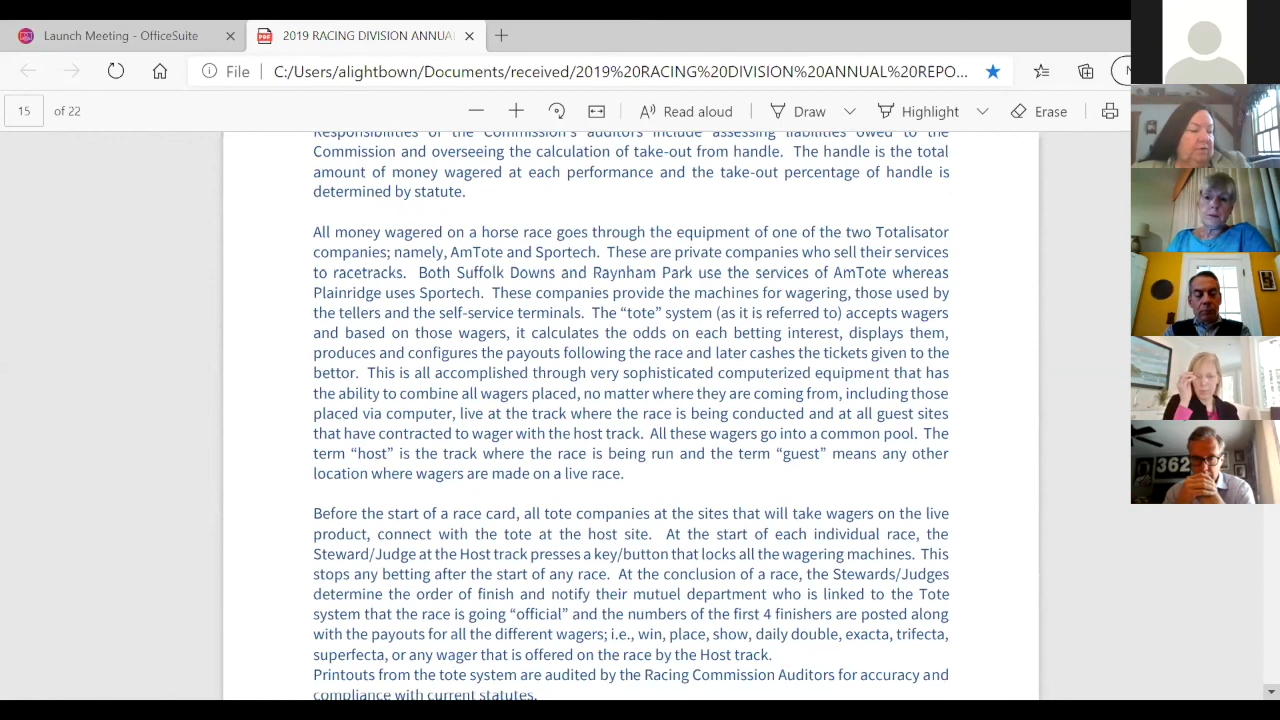 Launch Meeting - OfficeSuite
2019 RACING DIVISION ANNUA
File
C:/Users/alightbown/Documents/received/2019%20RACING%20DIVISION%20ANNUAL%20REPO...
15
of 22
Read aloud
Draw
Highlight
Erase
Responsibilities of the Commission's auditors include assessing liabilities owed to the
Commission and overseeing the calculation of take-out from handle. The handle is the total
amount of money wagered at each performance and the take-out percentage of handle is
determined by statute.
All money wagered on a horse race goes through the equipment of one of the two Totalisator
companies; namely, AmTote and Sportech. These are private companies who sell their services
to racetracks. Both Suffolk Downs and Raynham Park use the services of AmTote whereas
Plainridge uses Sportech. These companies provide the machines for wagering, those used by
the tellers and the self-service terminals. The “tote” system (as it is referred to) accepts wagers
and based on those wagers, it calculates the odds on each betting interest, displays them,
produces and configures the payouts following the race and later cashes the tickets given to the
bettor. This is all accomplished through very sophisticated computerized equipment that has
the ability to combine all wagers placed, no matter where they are coming from, including those
placed via computer, live at the track where the race is being conducted and at all guest sites
that have contracted to wager with the host track. All these wagers go into a common pool. The
term “host” is the track where the race is being run and the term “guest” means any other
location where wagers are made on a live race.
Before the start of a race card, all tote companies at the sites that will take wagers on the live
product, connect with the tote at the host site. At the start of each individual race, the
Steward/Judge at the Host track presses a key/button that locks all the wagering machines. This
stops any betting after the start of any race. At the conclusion of a race, the Stewards/Judges
determine the order of finish and notify their mutuel department who is linked to the Tote
system that the race is going “official” and the numbers of the first 4 finishers are posted along
with the payouts for all the different wagers; i.e., win, place, show, daily double, exacta, trifecta,
superfecta, or any wager that is offered on the race by the Host track.
Printouts from the tote system are audited by the Racing Commission Auditors for accuracy and
compliance with current statutes.
362